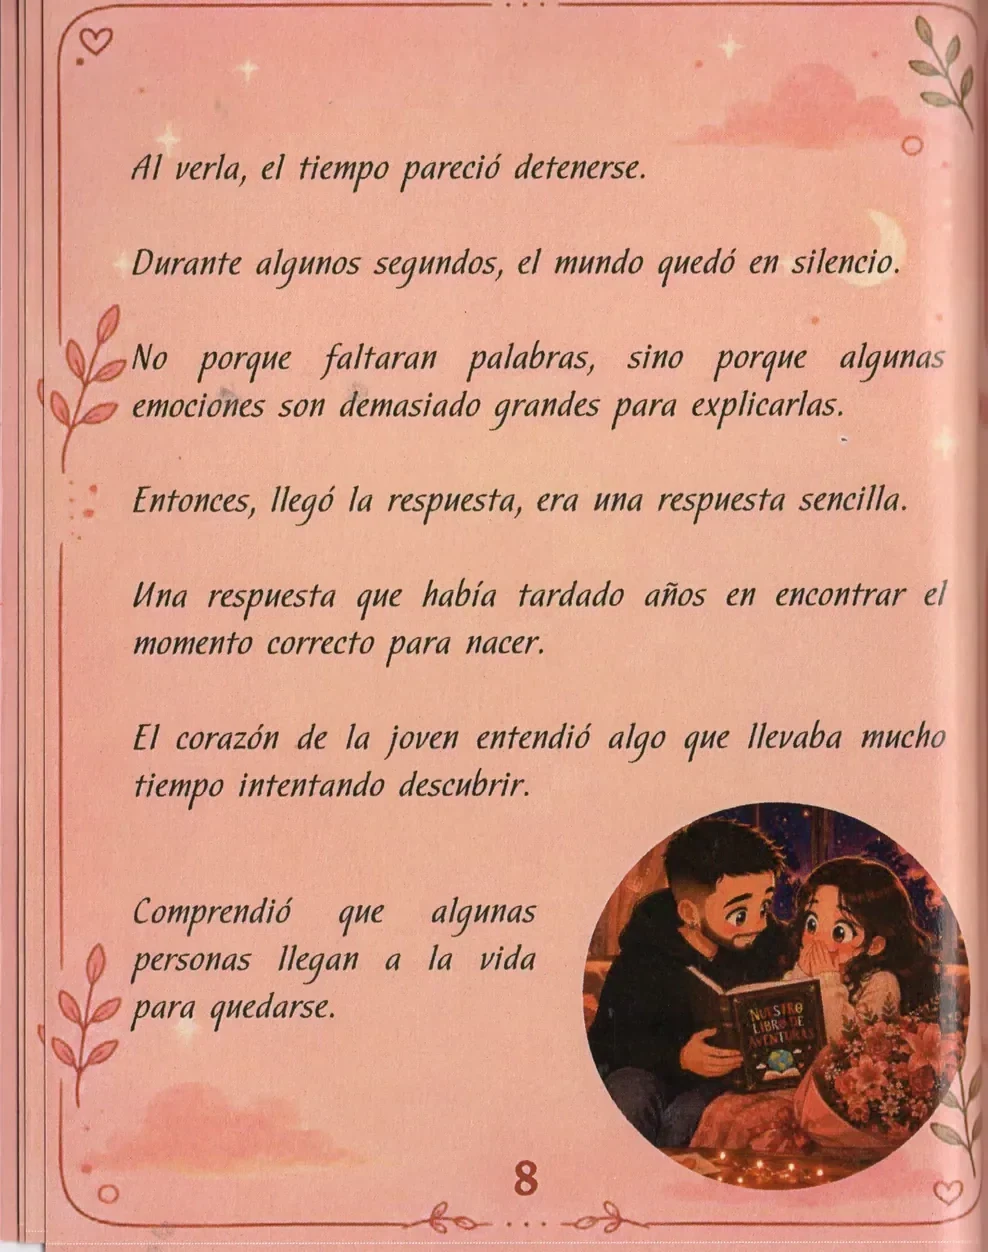 Al verla, el tiempo pareció detenerse.
Durante algunos segundos, el mundo quedó en silencio.
No porque faltaran palabras, sino porque algunas
emociones son demasiado grandes para explicarlas.
Entonces, llegó la respuesta, era una respuesta sencilla.
Una respuesta que había tardado años en encontrar el
momento correcto para nacer.
El corazón de la joven entendió algo que llevaba mucho
tiempo intentando descubrir.
Comprendió que algunas
personas llegan a la vida
para quedarse.
NUESTRO
LIBRO DE
AVENTURAS
8